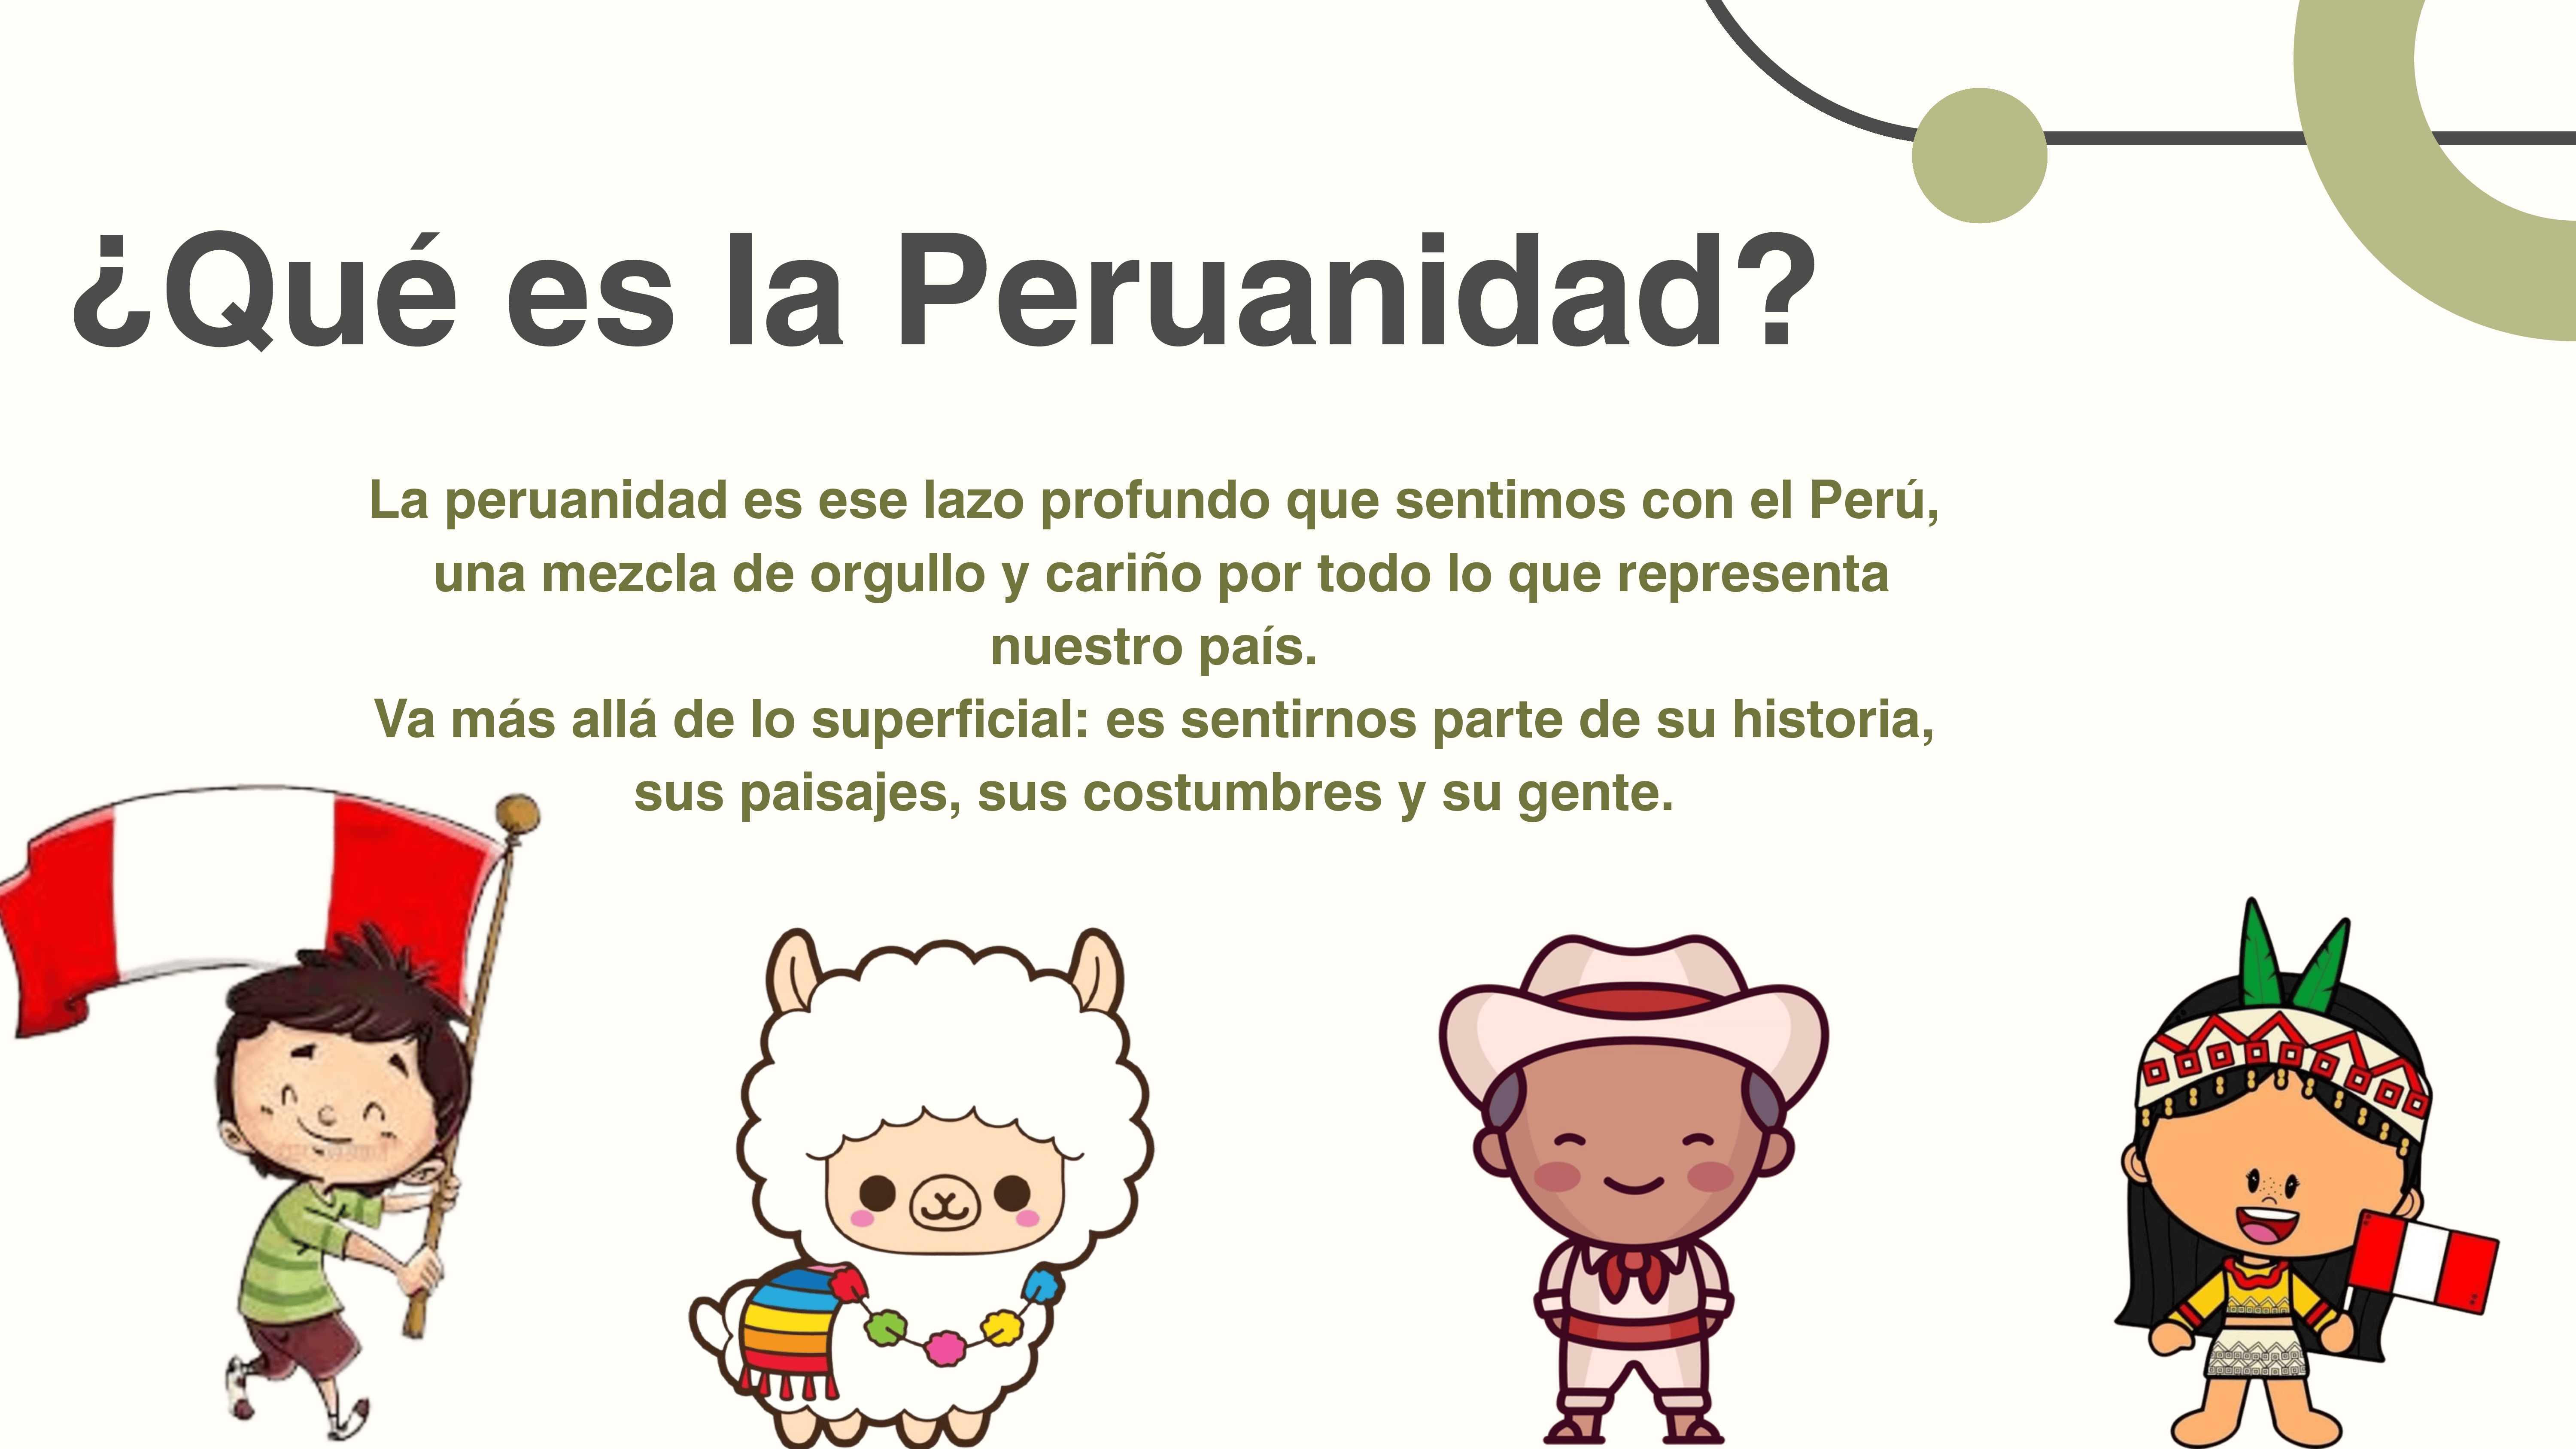 ¿Qué es la Peruanidad?
La peruanidad es ese lazo profundo que sentimos con el Perú,
una mezcla de orgullo y cariño por todo lo que representa
nuestro país.
Va más allá de lo superficial: es sentirnos parte de su historia,
sus paisajes, sus costumbres y su gente.